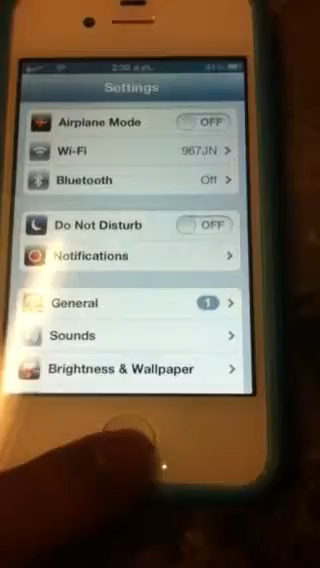 Settings
Airplane Mode OFF
Wi-Fi 967JN
Bluetooth Off
Do Not Disturb OFF
Notifications
General 1
Sounds
Brightness & Wallpaper